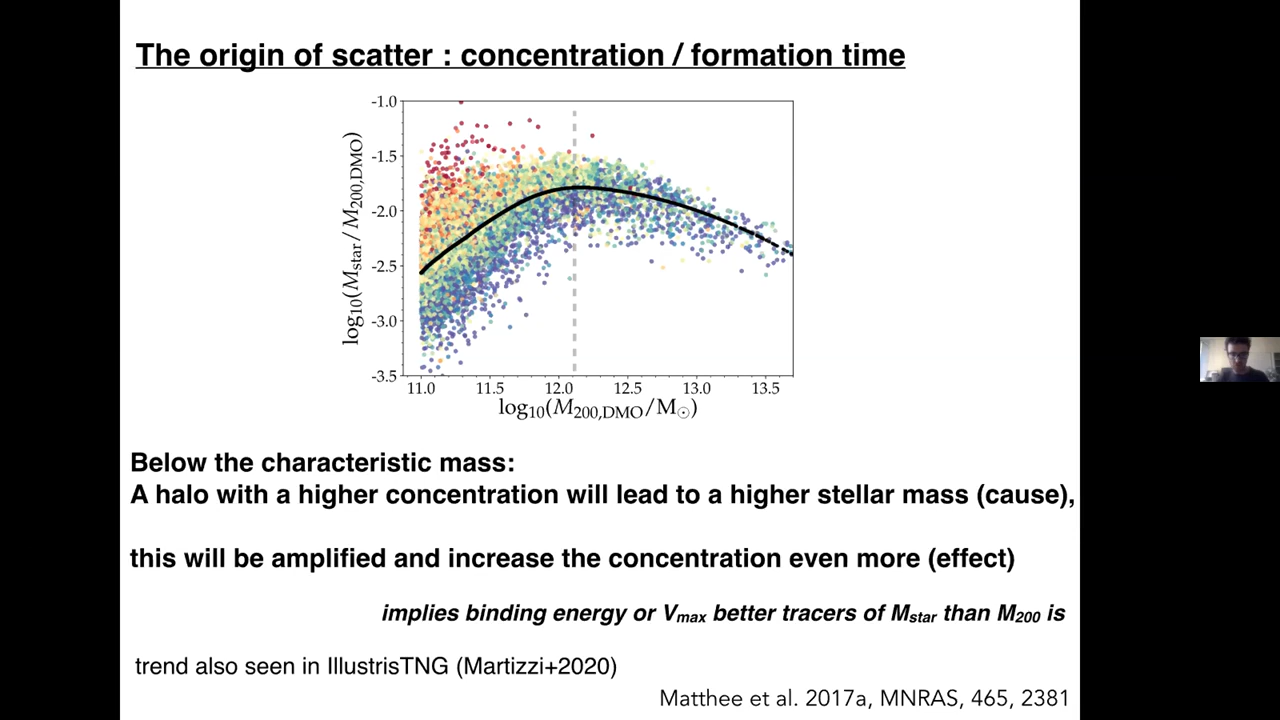 The origin of scatter : concentration / formation time
-1.0
-1.5
-2.0
-2.5
-3.0
-3.5
log10(Mstar/M200,DMO)
11.0 11.5 12.0 12.5 13.0 13.5
log10(M200,DMO/M☉)
Below the characteristic mass:
A halo with a higher concentration will lead to a higher stellar mass (cause),
this will be amplified and increase the concentration even more (effect)
implies binding energy or Vmax better tracers of Mstar than M200 is
trend also seen in IllustrisTNG (Martizzi+2020)
Matthee et al. 2017a, MNRAS, 465, 2381